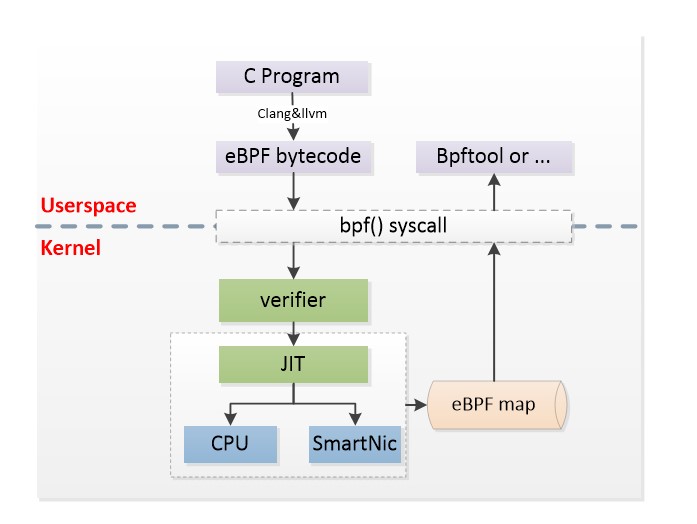 C Program
Clang&llvm
eBPF bytecode
Bpftool or ...
Userspace
bpf() syscall
Kernel
verifier
JIT
eBPF map
CPU
SmartNic